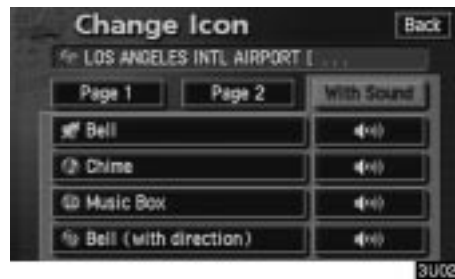 Change Icon Back
LOS ANGELES INTL AIRPORT [ ...
Page 1 Page 2 With Sound
Bell
Chime
Music Box
Bell (with direction)
3U02